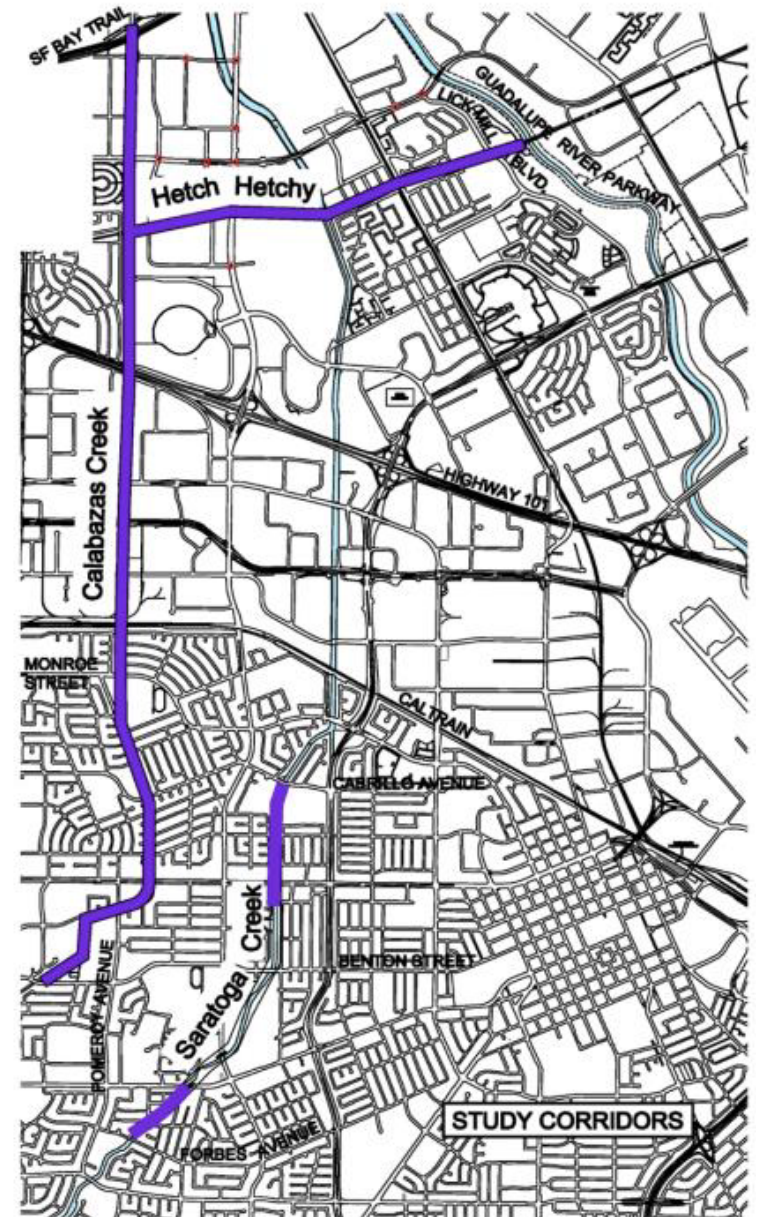 SF BAY TRAIL
GUADALUPE RIVER PARKWAY
LICK MILL BLVD.
Hetch Hetchy
Calabazas Creek
HIGHWAY 101
MONROE
STREET
CALTRAIN
CABRILLO AVENUE
Saratoga Creek
BENTON STREET
POMEROY AVENUE
STUDY CORRIDORS
FORBES AVENUE